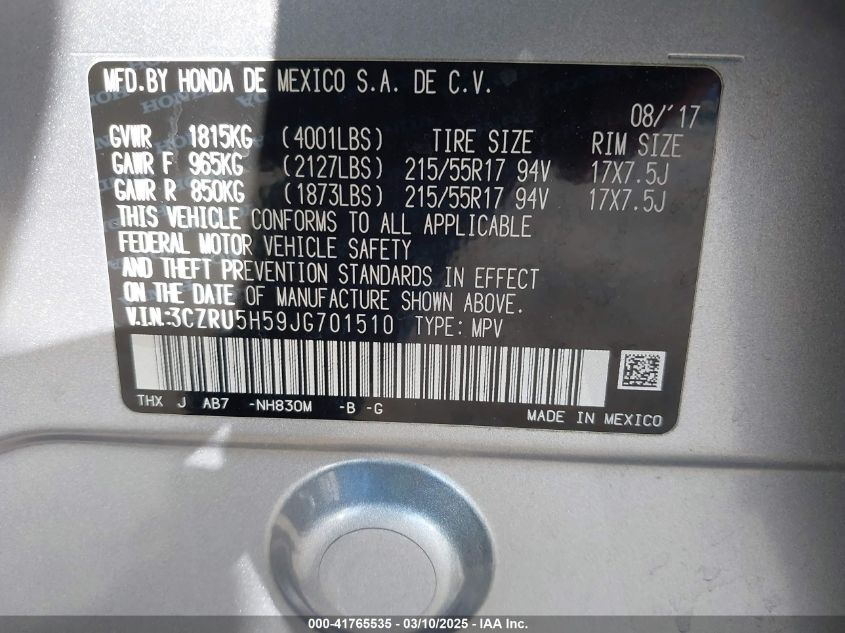 MFD.BY HONDA DE MEXICO S.A. DE C.V.
08/'17
GVWR 1815KG (4001LBS) TIRE SIZE RIM SIZE
GAWR F 965KG (2127LBS) 215/55R17 94V 17X7.5J
GAWR R 850KG (1873LBS) 215/55R17 94V 17X7.5J
THIS VEHICLE CONFORMS TO ALL APPLICABLE
FEDERAL MOTOR VEHICLE SAFETY
AND THEFT PREVENTION STANDARDS IN EFFECT
ON THE DATE OF MANUFACTURE SHOWN ABOVE.
V.I.N.:3CZRU5H59JG701510 TYPE: MPV
THX J AB7 -NH830M -B -G
MADE IN MEXICO
000-41765535 - 03/10/2025 - IAA Inc.